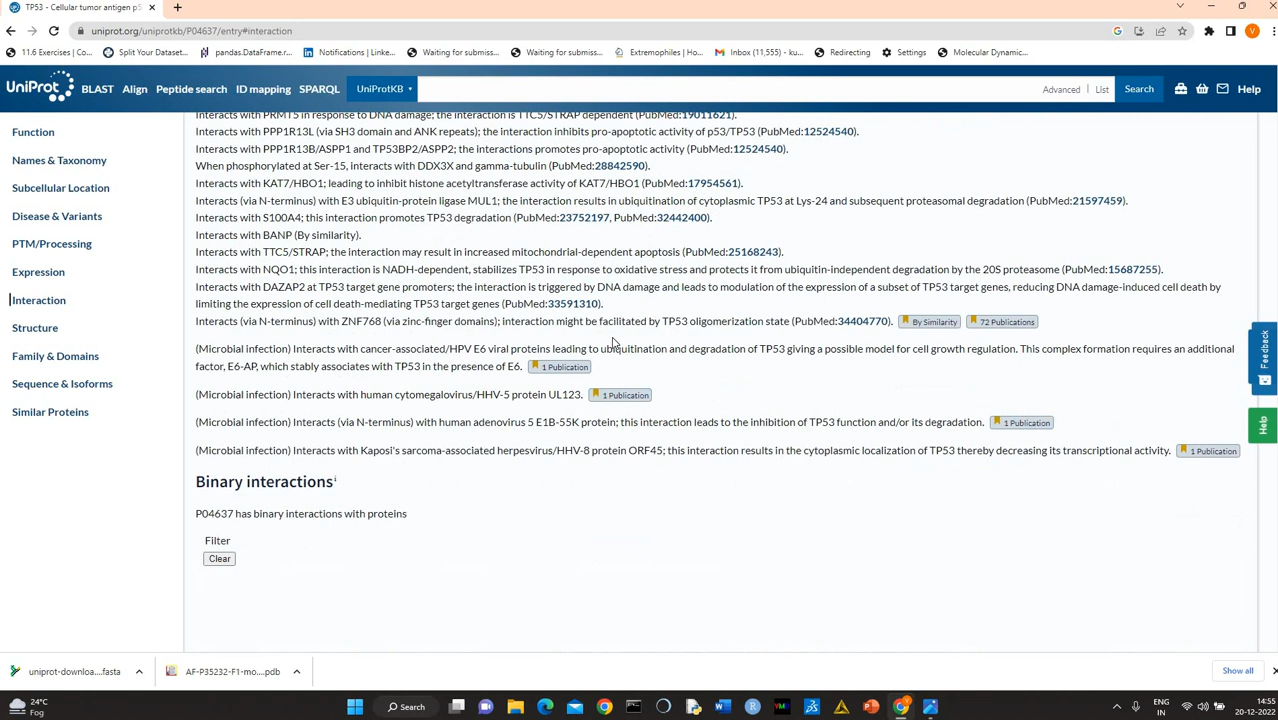 TP53 - Cellular tumor antigen p5
uniprot.org/uniprotkb/P04637/entry#interaction
11.6 Exercises | Co...
Split Your Dataset...
pandas.DataFrame.r...
Notifications | Linke...
Waiting for submiss...
Waiting for submiss...
Extremophiles | Ho...
Inbox (11,555) - ku...
Redirecting
Settings
Molecular Dynamic...
UniProt
BLAST
Align
Peptide search
ID mapping
SPARQL
UniProtKB
Advanced | List
Search
Help
Function
Names & Taxonomy
Subcellular Location
Disease & Variants
PTM/Processing
Expression
Interaction
Structure
Family & Domains
Sequence & Isoforms
Similar Proteins
Interacts with PRMT5 in response to DNA damage; the interaction is TTC5/STRAP dependent (PubMed:19011621).
Interacts with PPP1R13L (via SH3 domain and ANK repeats); the interaction inhibits pro-apoptotic activity of p53/TP53 (PubMed:12524540).
Interacts with PPP1R13B/ASPP1 and TP53BP2/ASPP2; the interactions promotes pro-apoptotic activity (PubMed:12524540).
When phosphorylated at Ser-15, interacts with DDX3X and gamma-tubulin (PubMed:28842590).
Interacts with KAT7/HBO1; leading to inhibit histone acetyltransferase activity of KAT7/HBO1 (PubMed:17954561).
Interacts (via N-terminus) with E3 ubiquitin-protein ligase MUL1; the interaction results in ubiquitination of cytoplasmic TP53 at Lys-24 and subsequent proteasomal degradation (PubMed:21597459).
Interacts with S100A4; this interaction promotes TP53 degradation (PubMed:23752197, PubMed:32442400).
Interacts with BANP (By similarity).
Interacts with TTC5/STRAP; the interaction may result in increased mitochondrial-dependent apoptosis (PubMed:25168243).
Interacts with NQO1; this interaction is NADH-dependent, stabilizes TP53 in response to oxidative stress and protects it from ubiquitin-independent degradation by the 20S proteasome (PubMed:15687255).
Interacts with DAZAP2 at TP53 target gene promoters; the interaction is triggered by DNA damage and leads to modulation of the expression of a subset of TP53 target genes, reducing DNA damage-induced cell death by
limiting the expression of cell death-mediating TP53 target genes (PubMed:33591310).
Interacts (via N-terminus) with ZNF768 (via zinc-finger domains); interaction might be facilitated by TP53 oligomerization state (PubMed:34404770). By Similarity 72 Publications
(Microbial infection) Interacts with cancer-associated/HPV E6 viral proteins leading to ubiquitination and degradation of TP53 giving a possible model for cell growth regulation. This complex formation requires an additional
factor, E6-AP, which stably associates with TP53 in the presence of E6. 1 Publication
(Microbial infection) Interacts with human cytomegalovirus/HHV-5 protein UL123. 1 Publication
(Microbial infection) Interacts (via N-terminus) with human adenovirus 5 E1B-55K protein; this interaction leads to the inhibition of TP53 function and/or its degradation. 1 Publication
(Microbial infection) Interacts with Kaposi's sarcoma-associated herpesvirus/HHV-8 protein ORF45; this interaction results in the cytoplasmic localization of TP53 thereby decreasing its transcriptional activity. 1 Publication
Binary interactions
P04637 has binary interactions with proteins
Filter
Clear
Feedback
Help
uniprot-downloa....fasta
AF-P35232-F1-mo....pdb
Show all
24°C
Fog
Search
ENG
IN
14:55
20-12-2022